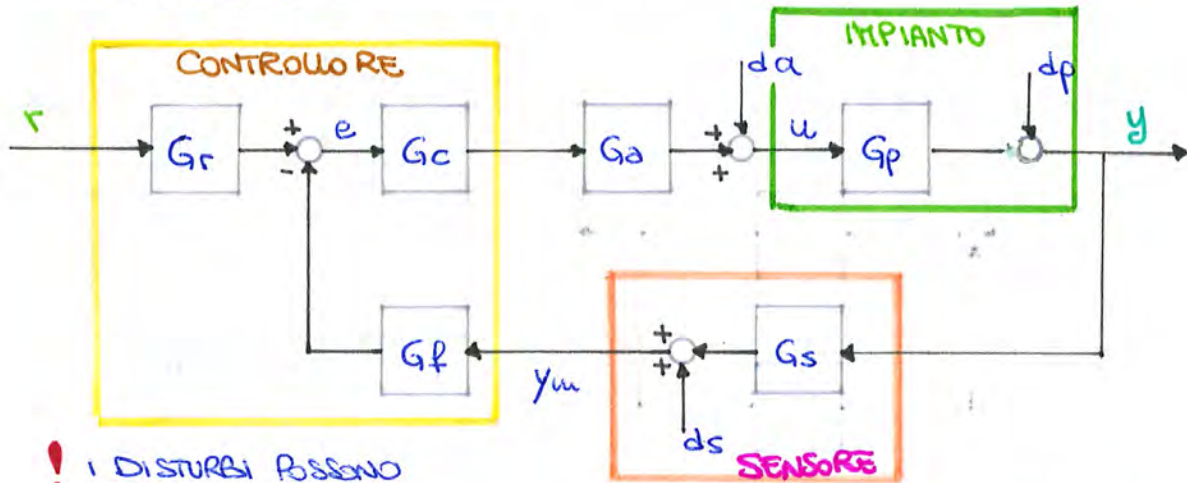 CONTROLLORE
IMPIANTO
r
Gr
+
-
e
Gc
Ga
da
+
+
u
Gp
dp
y
Gf
ym
+
+
ds
Gs
SENSORE
! I DISTURBI POSSONO